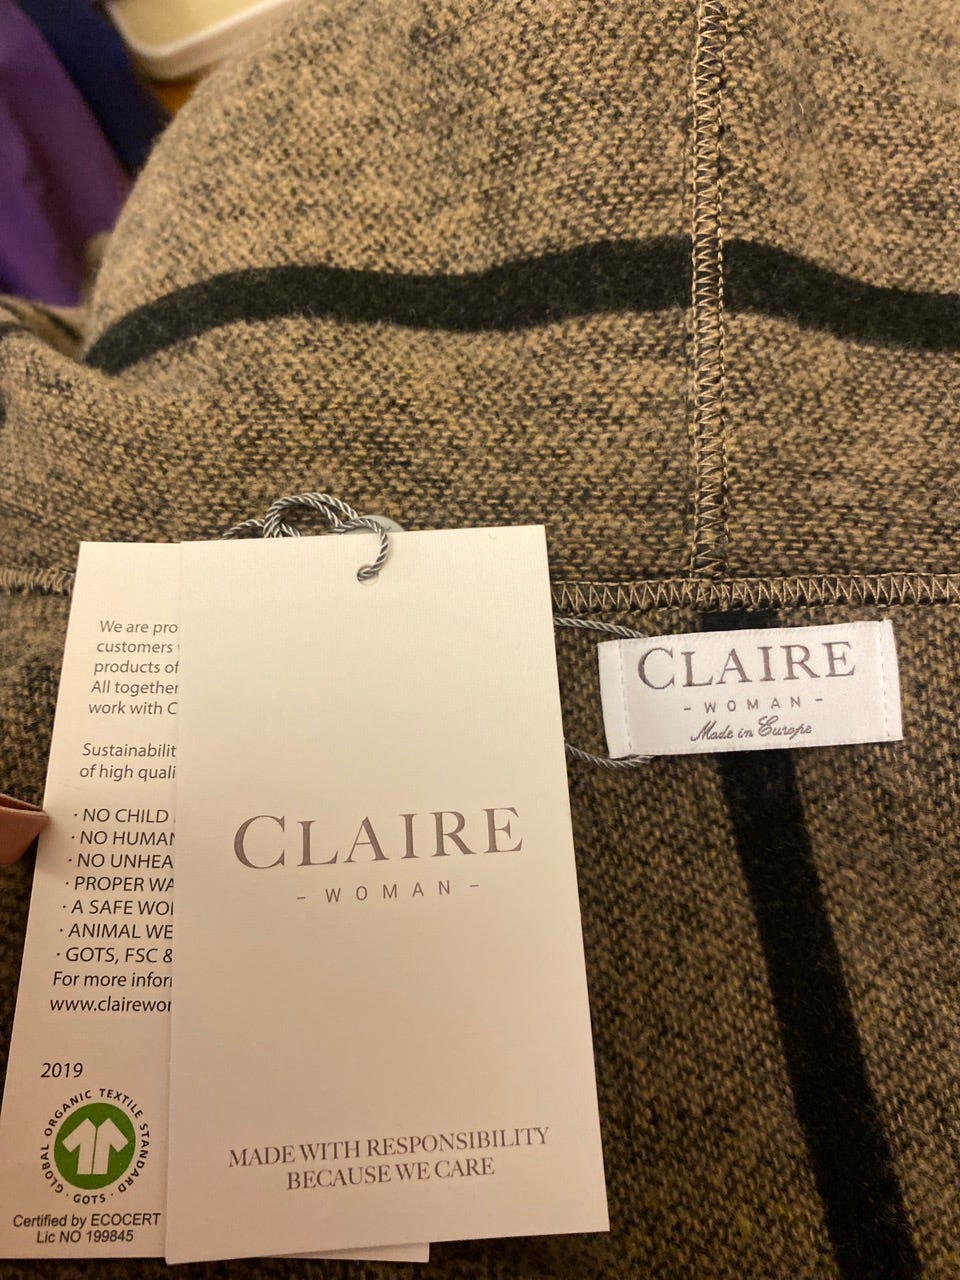 We are pro
customers
products of
All together
work with C
Sustainabilit
of high quali
· NO CHILD
· NO HUMAN
· NO UNHEA
· PROPER WA
· A SAFE WOR
· ANIMAL WE
· GOTS, FSC &
For more infor
www.clairewor
2019
GLOBAL ORGANIC TEXTILE STANDARD
· GOTS ·
Certified by ECOCERT
Lic NO 199845
CLAIRE
- WOMAN -
MADE WITH RESPONSIBILITY
BECAUSE WE CARE
CLAIRE
- WOMAN -
Made in Europe